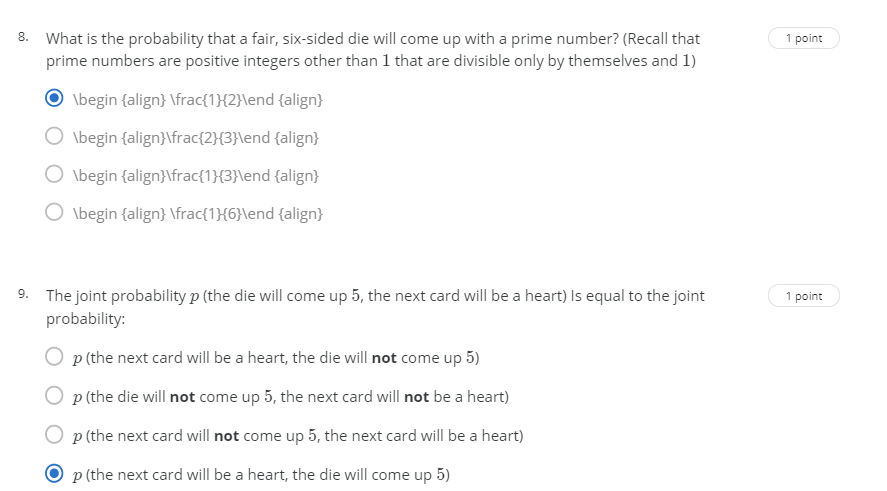 8. What is the probability that a fair, six-sided die will come up with a prime number? (Recall that 1 point
prime numbers are positive integers other than 1 that are divisible only by themselves and 1)
\begin {align} \frac{1}{2}\end {align}
\begin {align}\frac{2}{3}\end {align}
\begin {align}\frac{1}{3}\end {align}
\begin {align} \frac{1}{6}\end {align}
9. The joint probability p (the die will come up 5, the next card will be a heart) Is equal to the joint 1 point
probability:
p (the next card will be a heart, the die will not come up 5)
p (the die will not come up 5, the next card will not be a heart)
p (the next card will not come up 5, the next card will be a heart)
p (the next card will be a heart, the die will come up 5)